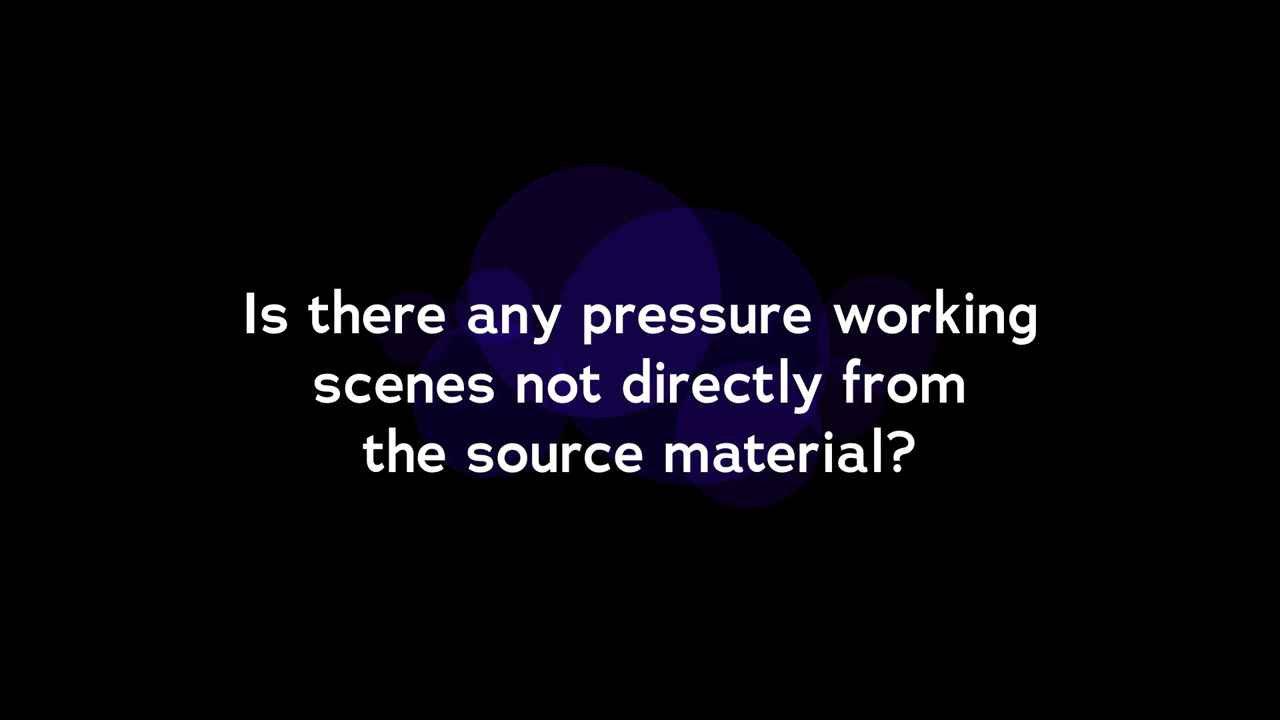 Is there any pressure working
scenes not directly from
the source material?